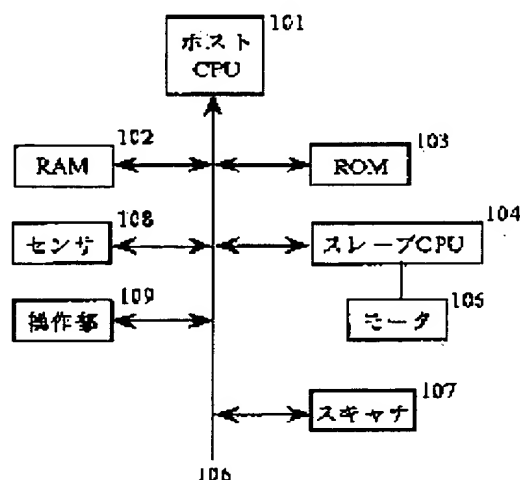 101
ホスト
CPU
102
RAM
103
ROM
108
センサ
104
スレーブCPU
109
操作部
105
モータ
107
スキャナ
106